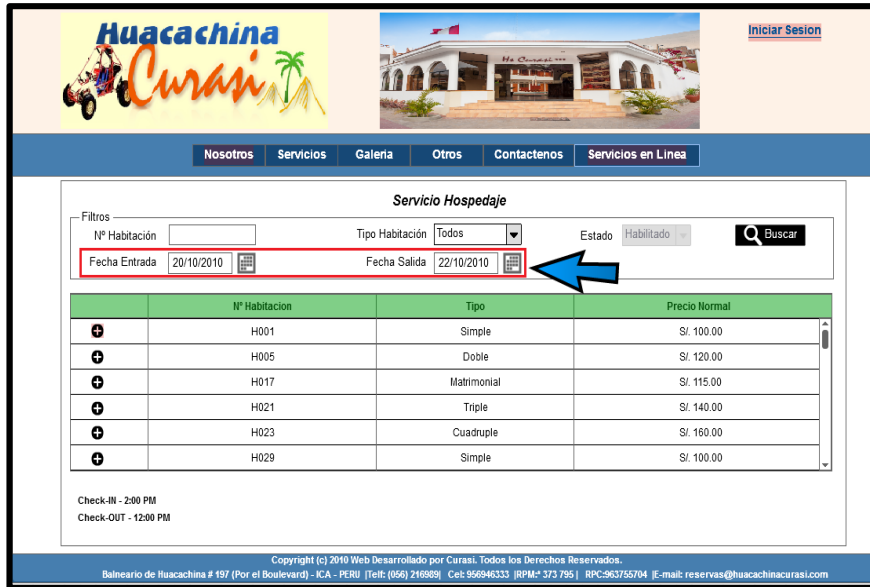 Huacachina
Curasi
Hs Curasi ***
Iniciar Sesion
Nosotros Servicios Galeria Otros Contactenos Servicios en Linea
Servicio Hospedaje
Filtros
Nº Habitación Tipo Habitación Todos Estado Habilitado Buscar
Fecha Entrada 20/10/2010 Fecha Salida 22/10/2010
Nº Habitacion Tipo Precio Normal
H001 Simple S/. 100.00
H005 Doble S/. 120.00
H017 Matrimonial S/. 115.00
H021 Triple S/. 140.00
H023 Cuadruple S/. 160.00
H029 Simple S/. 100.00
Check-IN - 2:00 PM
Check-OUT - 12:00 PM
Copyright (c) 2010 Web Desarrollado por Curasi. Todos los Derechos Reservados.
Balneario de Huacachina # 197 (Por el Boulevard) - ICA - PERU |Telf: (056) 216989| Cel: 956946333 |RPM:* 373 795 | RPC:963755704 |E-mail: reservas@huacachinacurasi.com